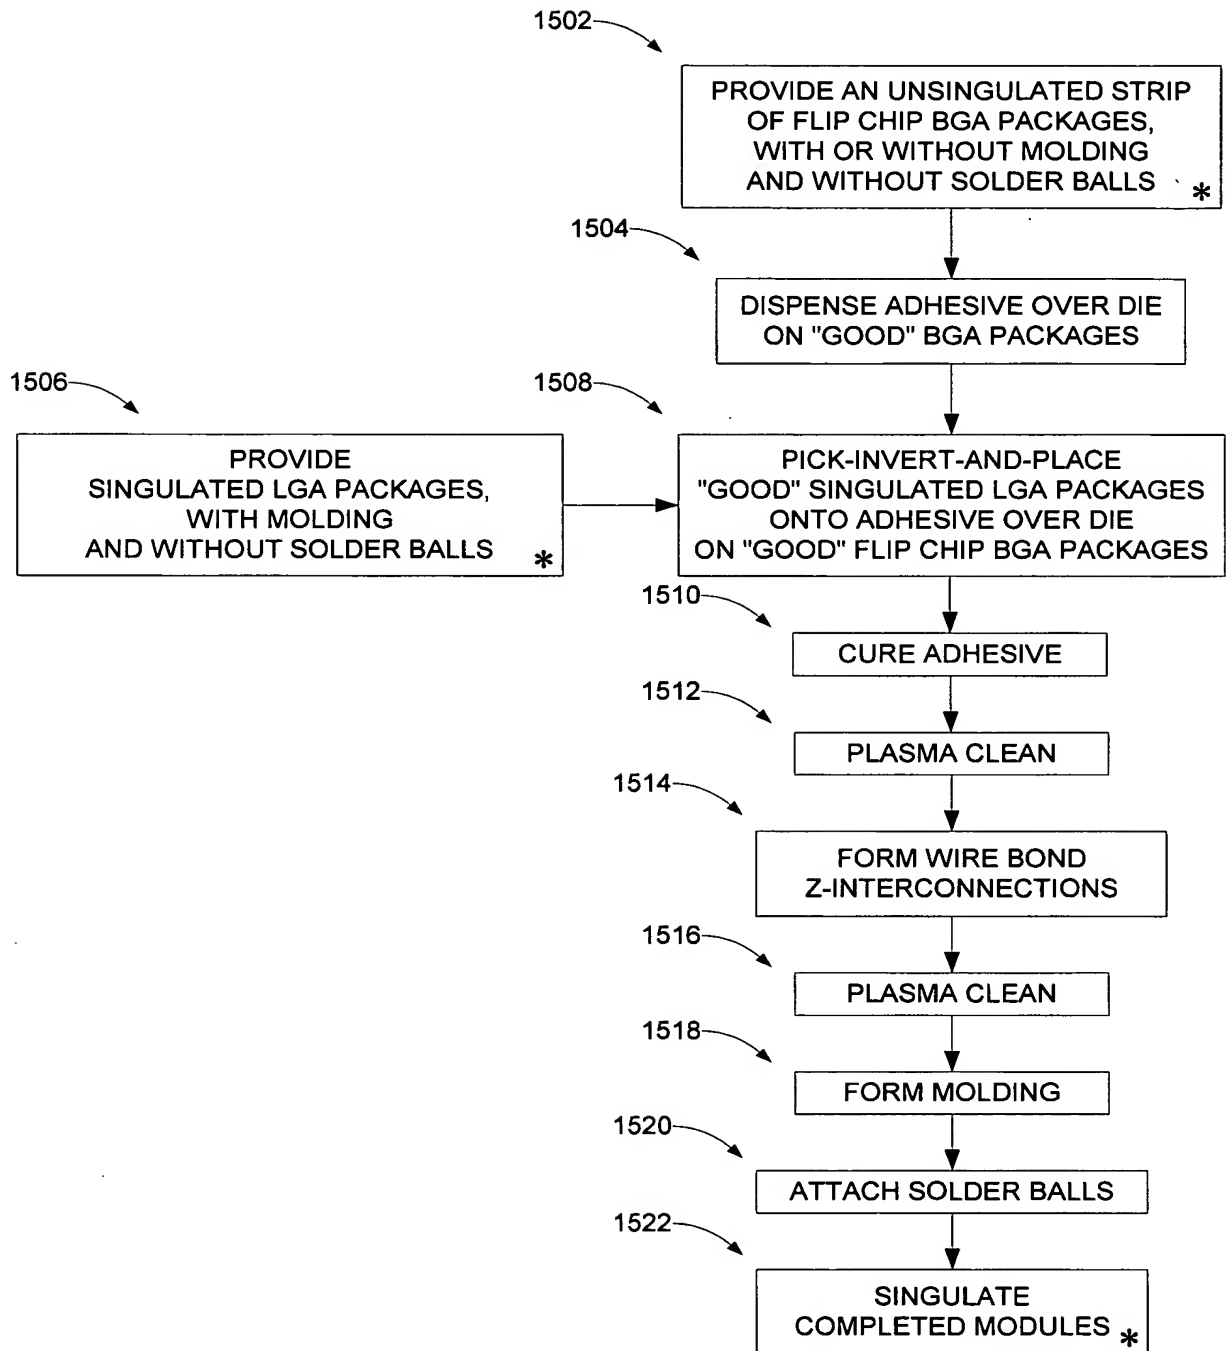 1502
PROVIDE AN UNSINGULATED STRIP
OF FLIP CHIP BGA PACKAGES,
WITH OR WITHOUT MOLDING
AND WITHOUT SOLDER BALLS *
1504
DISPENSE ADHESIVE OVER DIE
ON "GOOD" BGA PACKAGES
1506
PROVIDE
SINGULATED LGA PACKAGES,
WITH MOLDING
AND WITHOUT SOLDER BALLS *
1508
PICK-INVERT-AND-PLACE
"GOOD" SINGULATED LGA PACKAGES
ONTO ADHESIVE OVER DIE
ON "GOOD" FLIP CHIP BGA PACKAGES
1510
CURE ADHESIVE
1512
PLASMA CLEAN
1514
FORM WIRE BOND
Z-INTERCONNECTIONS
1516
PLASMA CLEAN
1518
FORM MOLDING
1520
ATTACH SOLDER BALLS
1522
SINGULATE
COMPLETED MODULES *